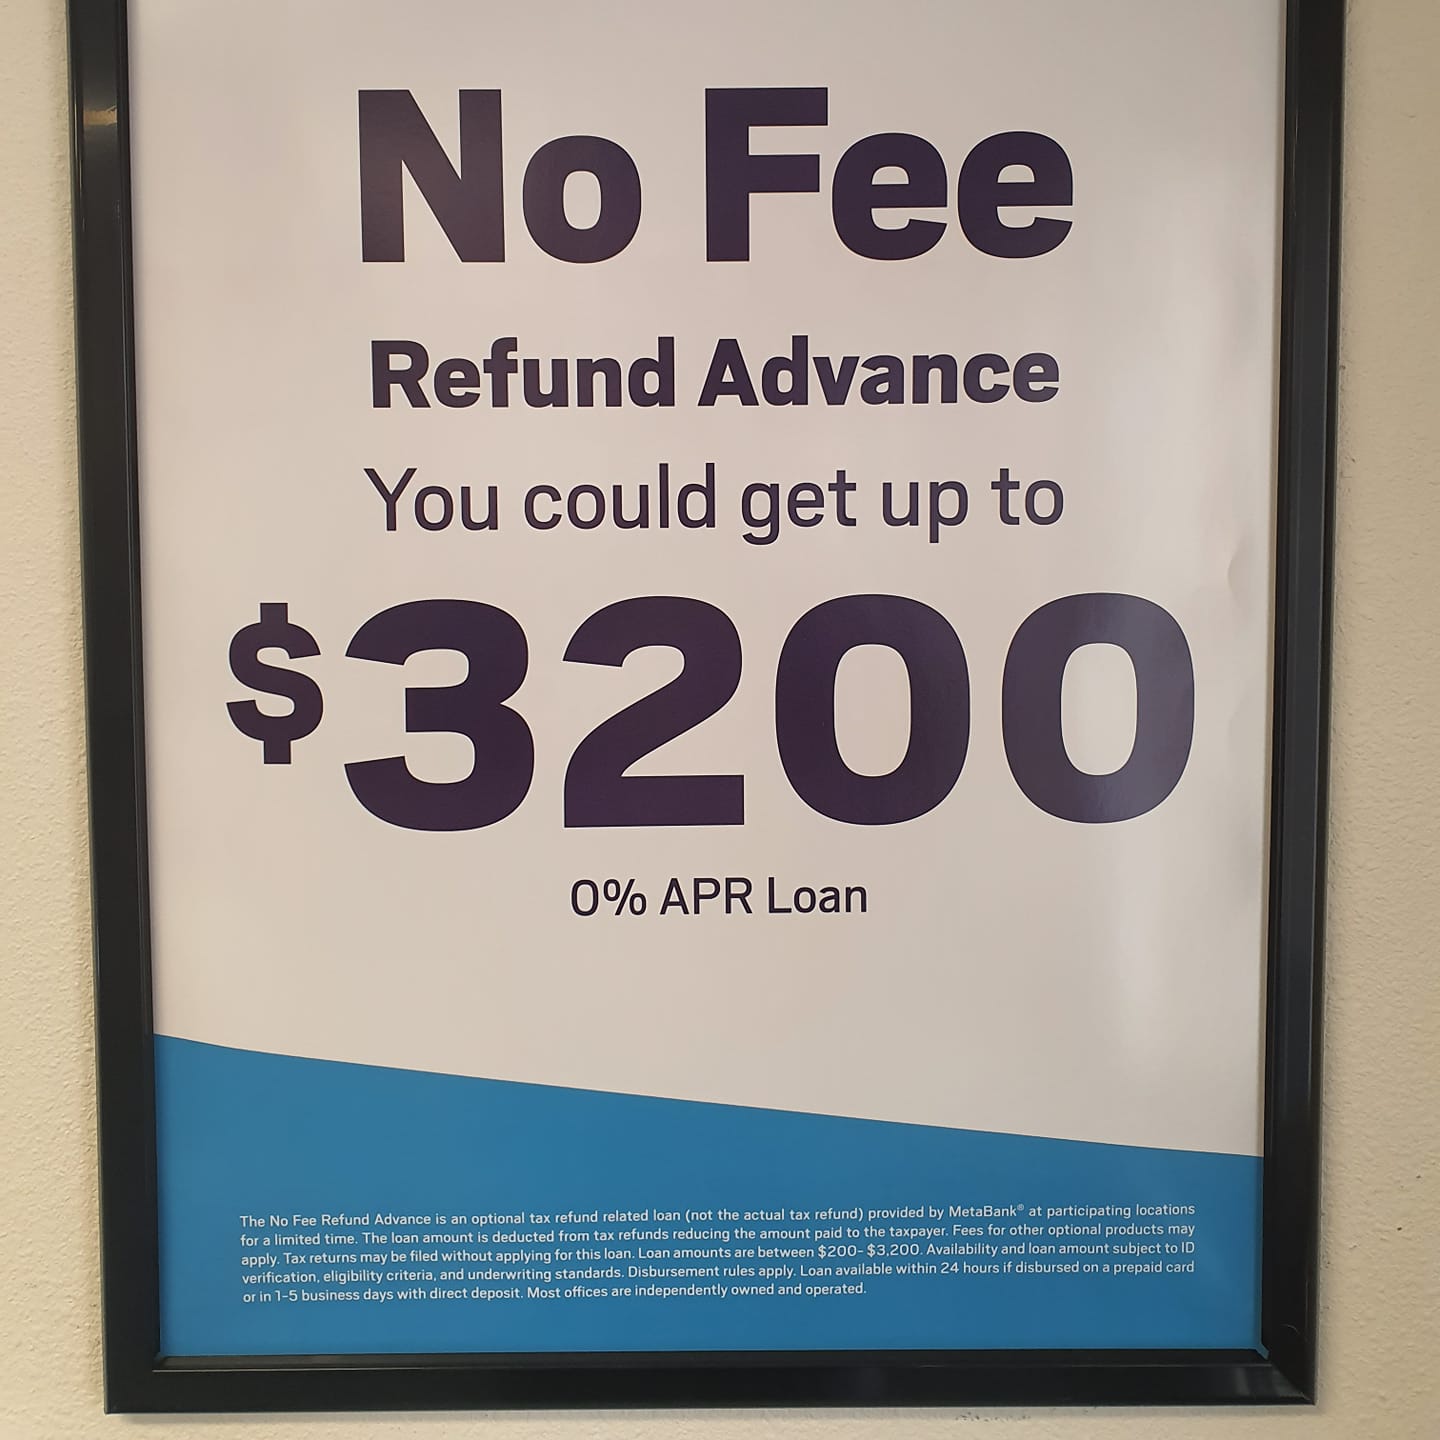 No Fee
Refund Advance
You could get up to
$3200
0% APR Loan
The No Fee Refund Advance is an optional tax refund related loan (not the actual tax refund) provided by MetaBank® at participating locations
for a limited time. The loan amount is deducted from tax refunds reducing the amount paid to the taxpayer. Fees for other optional products may
apply. Tax returns may be filed without applying for this loan. Loan amounts are between $200- $3,200. Availability and loan amount subject to ID
verification, eligibility criteria, and underwriting standards. Disbursement rules apply. Loan available within 24 hours if disbursed on a prepaid card
or in 1-5 business days with direct deposit. Most offices are independently owned and operated.